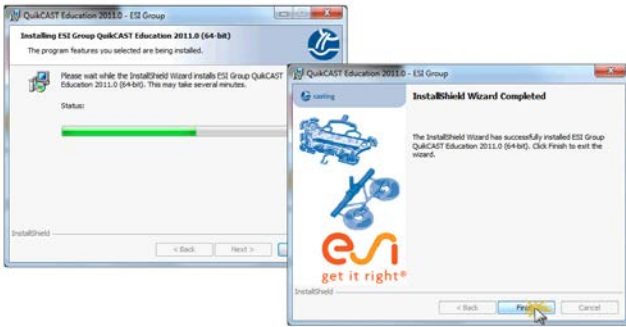 QuikCAST Education 2011.0 - ESI Group
Installing ESI Group QuikCAST Education 2011.0 (64-bit)
The program features you selected are being installed.
Please wait while the InstallShield Wizard installs ESI Group QuikCAST
Education 2011.0 (64-bit). This may take several minutes.
Status:
InstallShield
< Back
Next >
QuikCAST Education 2011.0 - ESI Group
casting
InstallShield Wizard Completed
The InstallShield Wizard has successfully installed ESI Group
QuikCAST Education 2011.0 (64-bit). Click Finish to exit the
wizard.
esi
get it right®
InstallShield
< Back
Finish
Cancel